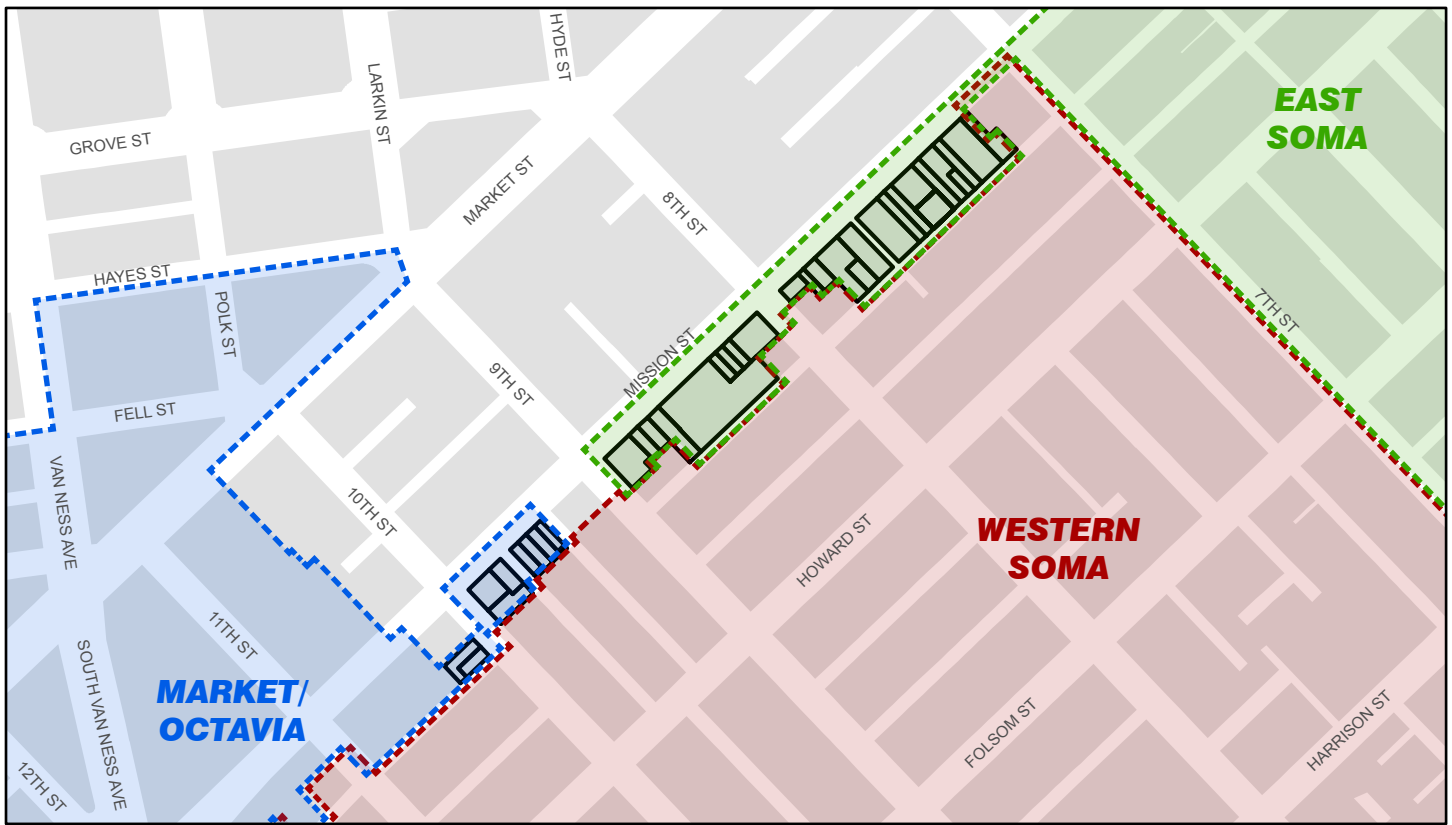 HYDE ST
LARKIN ST
GROVE ST
EAST
SOMA
MARKET ST
8TH ST
HAYES ST
POLK ST
7TH ST
MISSION ST
9TH ST
FELL ST
VAN NESS AVE
10TH ST
WESTERN
SOMA
HOWARD ST
11TH ST
SOUTH VAN NESS AVE
MARKET/
OCTAVIA
FOLSOM ST
HARRISON ST
12TH ST